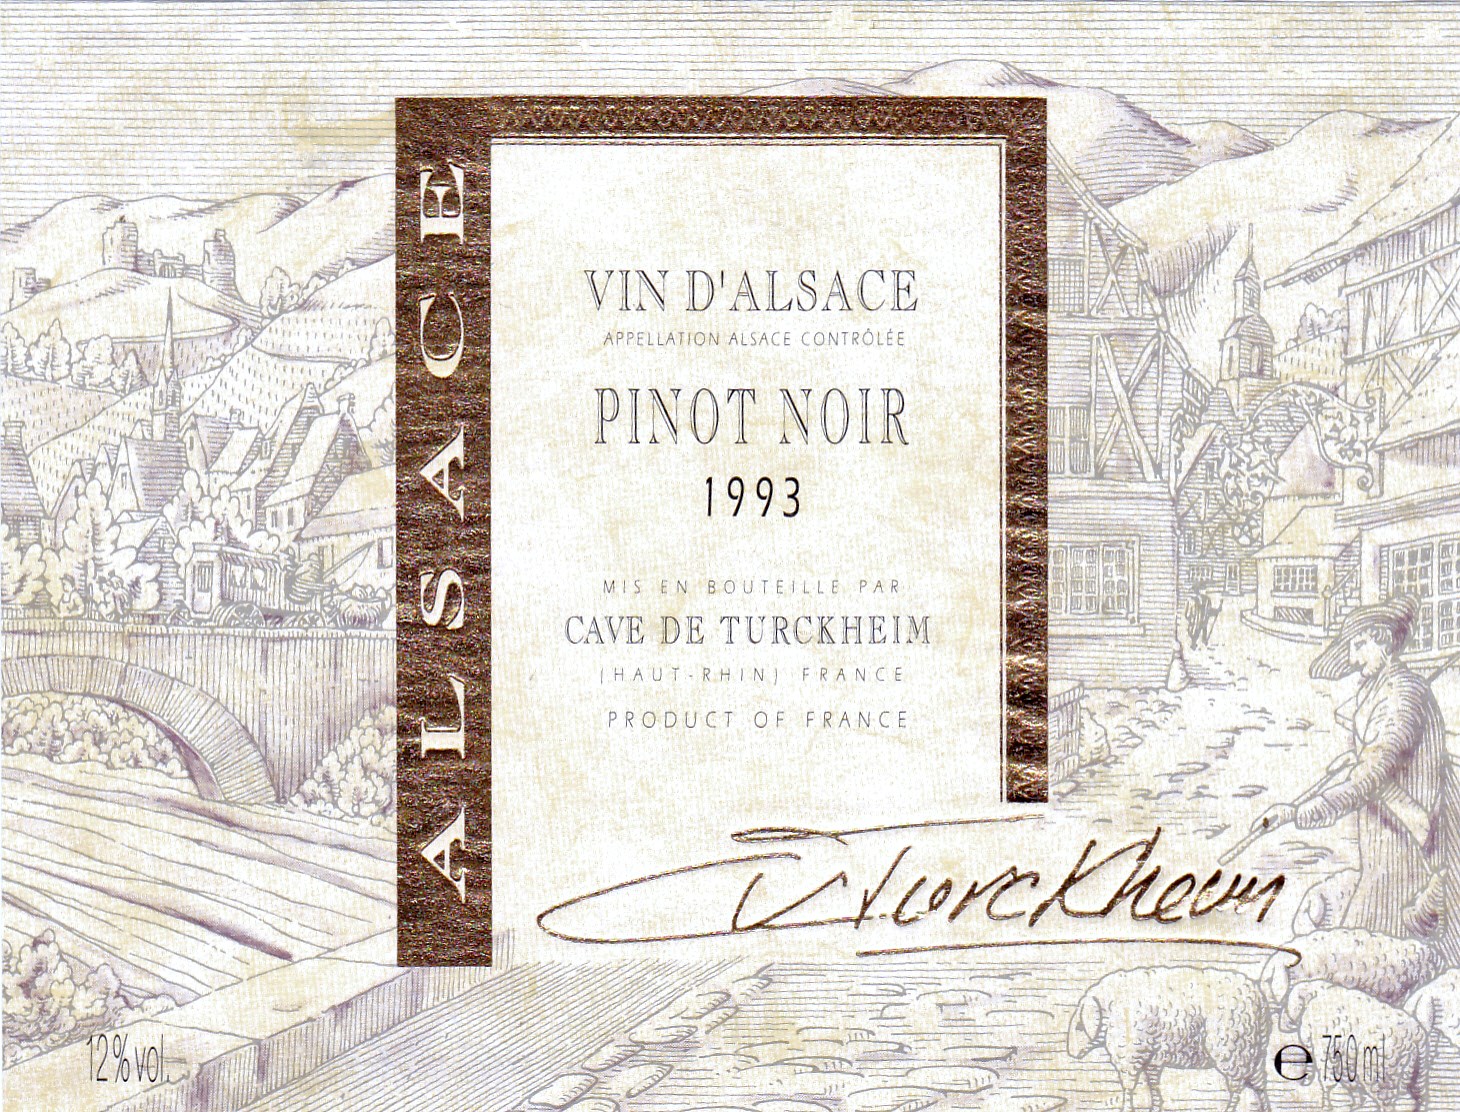 ALSACE
VIN D'ALSACE
APPELLATION ALSACE CONTRÔLÉE
PINOT NOIR
1993
MIS EN BOUTEILLE PAR
CAVE DE TURCKHEIM
(HAUT-RHIN) FRANCE
PRODUCT OF FRANCE
Turckheim
12% vol.
e 750 ml